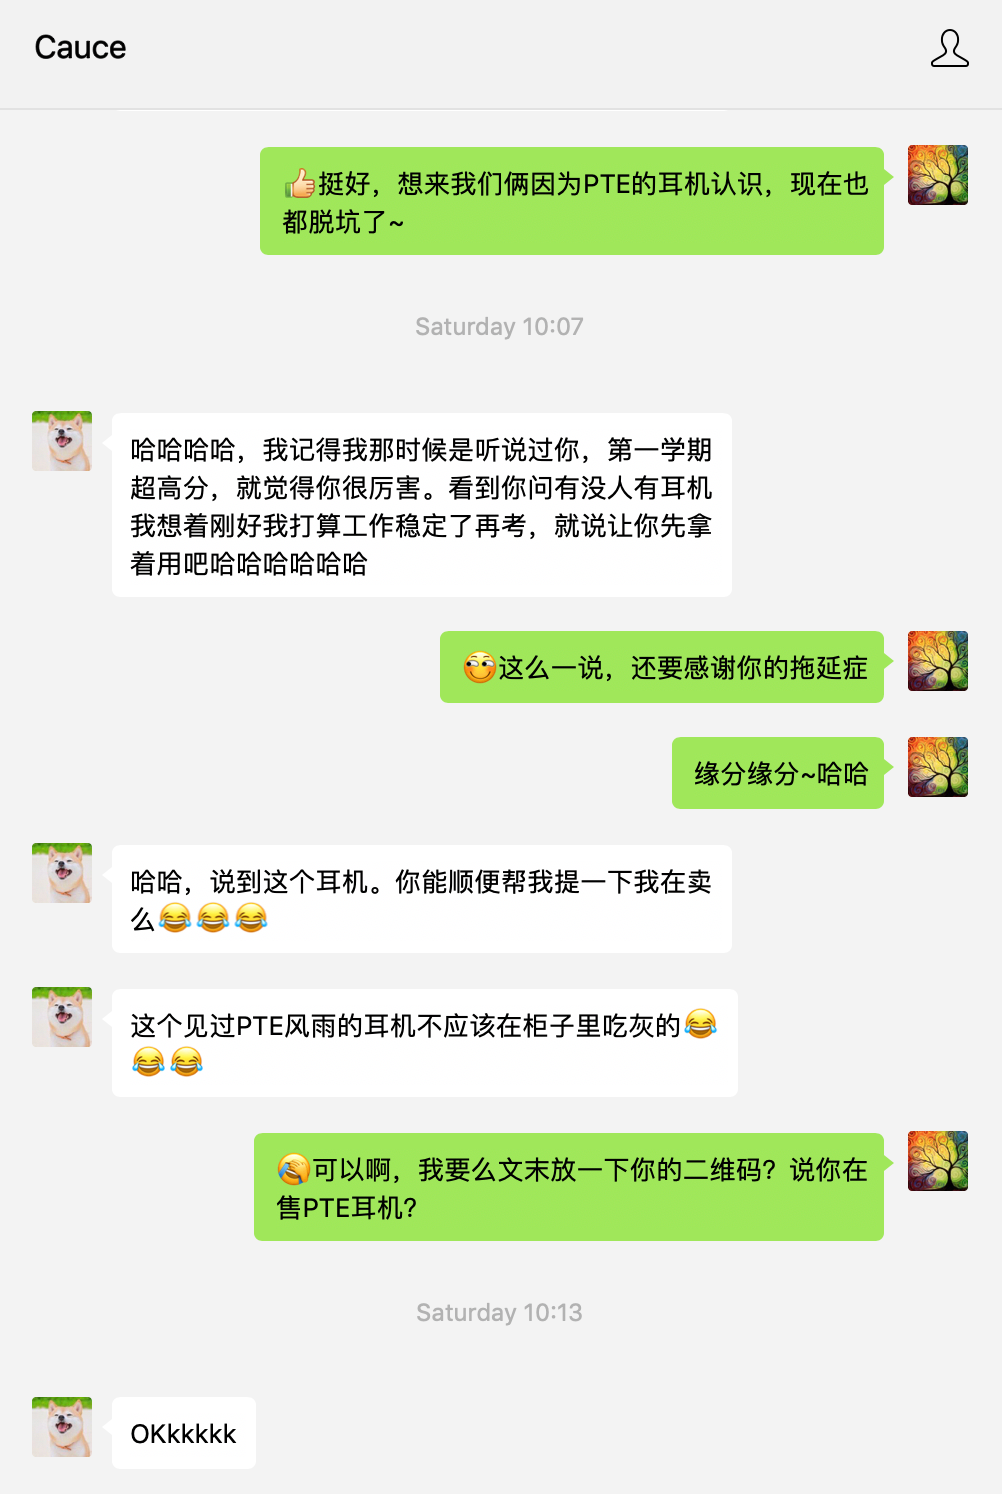 Cauce
👍挺好，想来我们俩因为PTE的耳机认识，现在也
都脱坑了~
Saturday 10:07
哈哈哈哈，我记得我那时候是听说过你，第一学期
超高分，就觉得你很厉害。看到你问有没人有耳机
我想着刚好我打算工作稳定了再考，就说让你先拿
着用吧哈哈哈哈哈哈
这么一说，还要感谢你的拖延症
缘分缘分~哈哈
哈哈，说到这个耳机。你能顺便帮我提一下我在卖
么😂😂😂
这个见过PTE风雨的耳机不应该在柜子里吃灰的😂
😂😂
可以啊，我要么文末放一下你的二维码？说你在
售PTE耳机？
Saturday 10:13
OKkkkkk